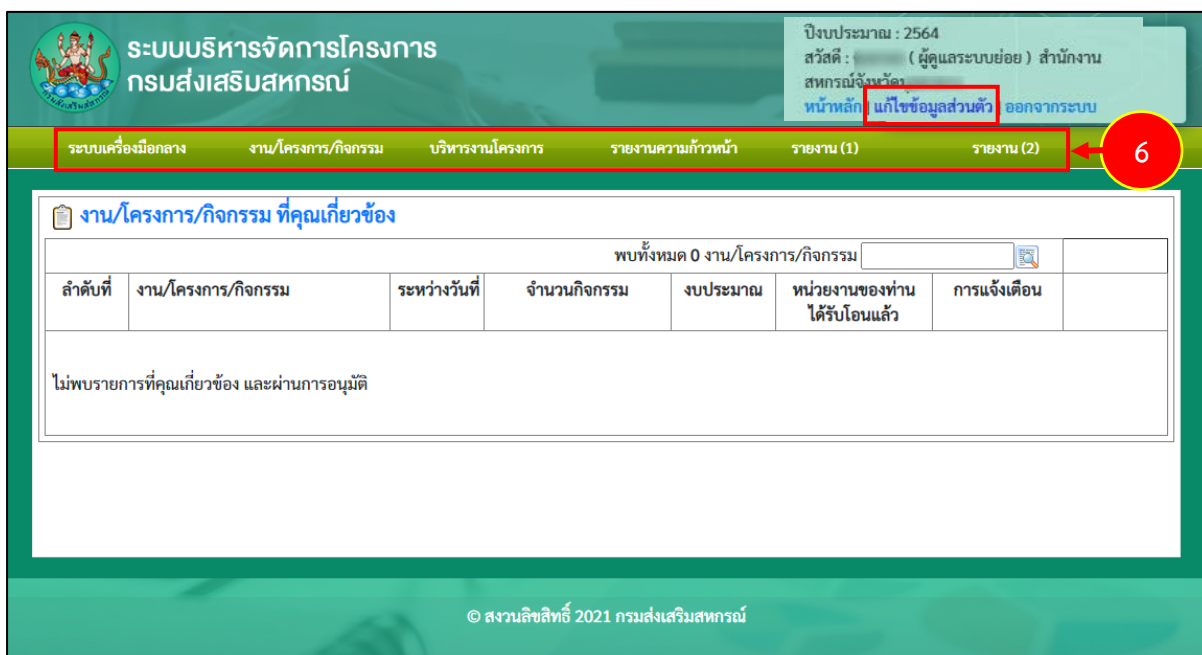 ระบบบริหารจัดการโครงการ
กรมส่งเสริมสหกรณ์
ปีงบประมาณ : 2564
สวัสดี : ( ผู้ดูแลระบบย่อย ) สำนักงาน
สหกรณ์จังหวัด
หน้าหลัก | แก้ไขข้อมูลส่วนตัว | ออกจากระบบ
ระบบเครื่องมือกลาง งาน/โครงการ/กิจกรรม บริหารงานโครงการ รายงานความก้าวหน้า รายงาน (1) รายงาน (2)
6
งาน/โครงการ/กิจกรรม ที่คุณเกี่ยวข้อง
พบทั้งหมด 0 งาน/โครงการ/กิจกรรม
ลำดับที่ งาน/โครงการ/กิจกรรม ระหว่างวันที่ จำนวนกิจกรรม งบประมาณ หน่วยงานของท่าน การแจ้งเตือน
ได้รับโอนแล้ว
ไม่พบรายการที่คุณเกี่ยวข้อง และผ่านการอนุมัติ
© สงวนลิขสิทธิ์ 2021 กรมส่งเสริมสหกรณ์